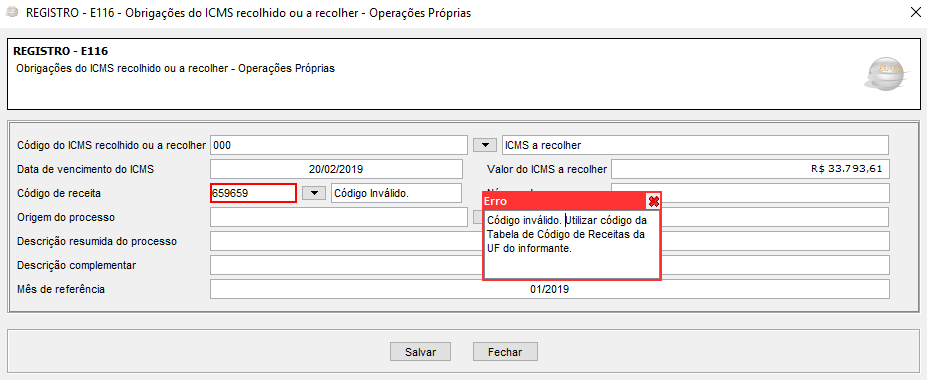 REGISTRO - E116 - Obrigações do ICMS recolhido ou a recolher - Operações Próprias
REGISTRO - E116
Obrigações do ICMS recolhido ou a recolher - Operações Próprias
Código do ICMS recolhido ou a recolher 000 ICMS a recolher
Data de vencimento do ICMS 20/02/2019 Valor do ICMS a recolher R$ 33.793,61
Código de receita 659659 Código Inválido.
Erro
Código inválido. Utilizar código da
Tabela de Código de Receitas da
UF do informante.
Origem do processo
Descrição resumida do processo
Descrição complementar
Mês de referência 01/2019
Salvar Fechar